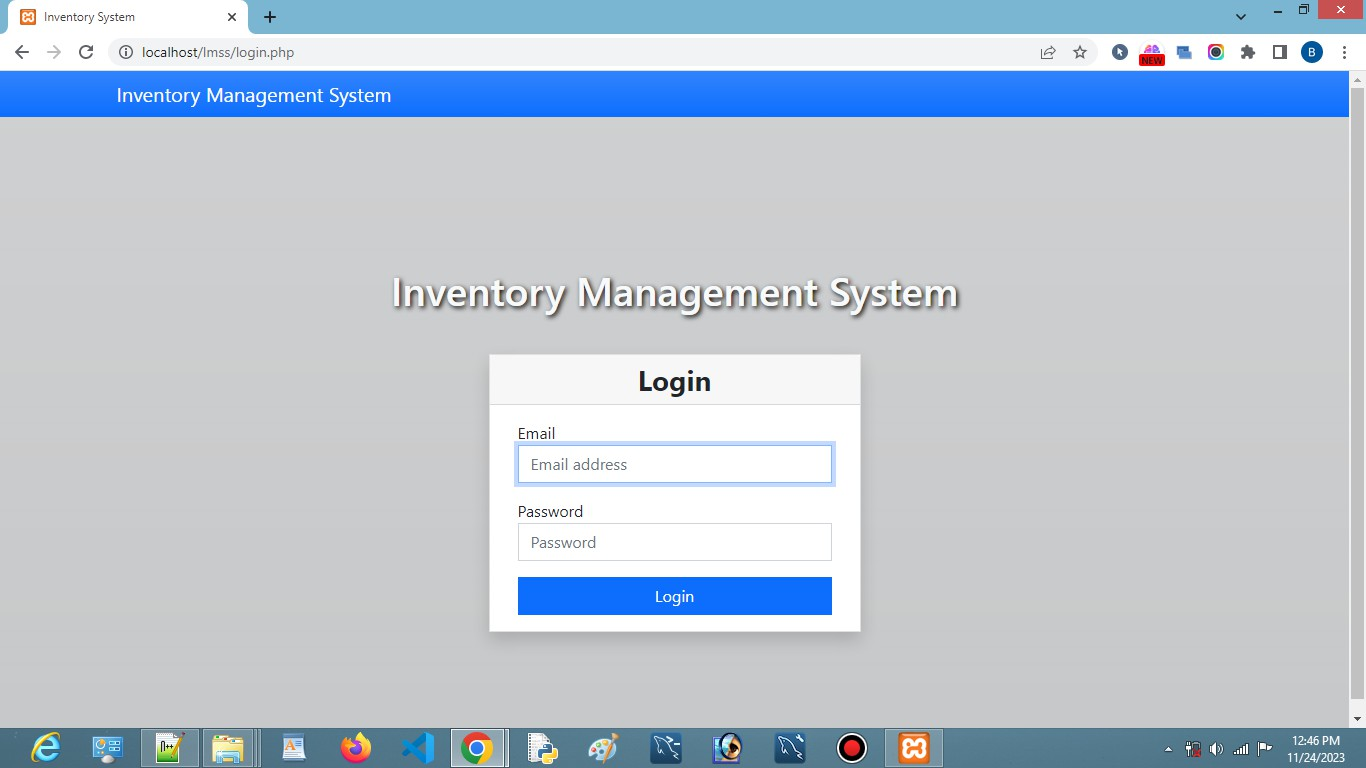 Inventory System
localhost/lmss/login.php
NEW
B
Inventory Management System
Inventory Management System
Login
Email
Email address
Password
Password
Login
12:46 PM
11/24/2023